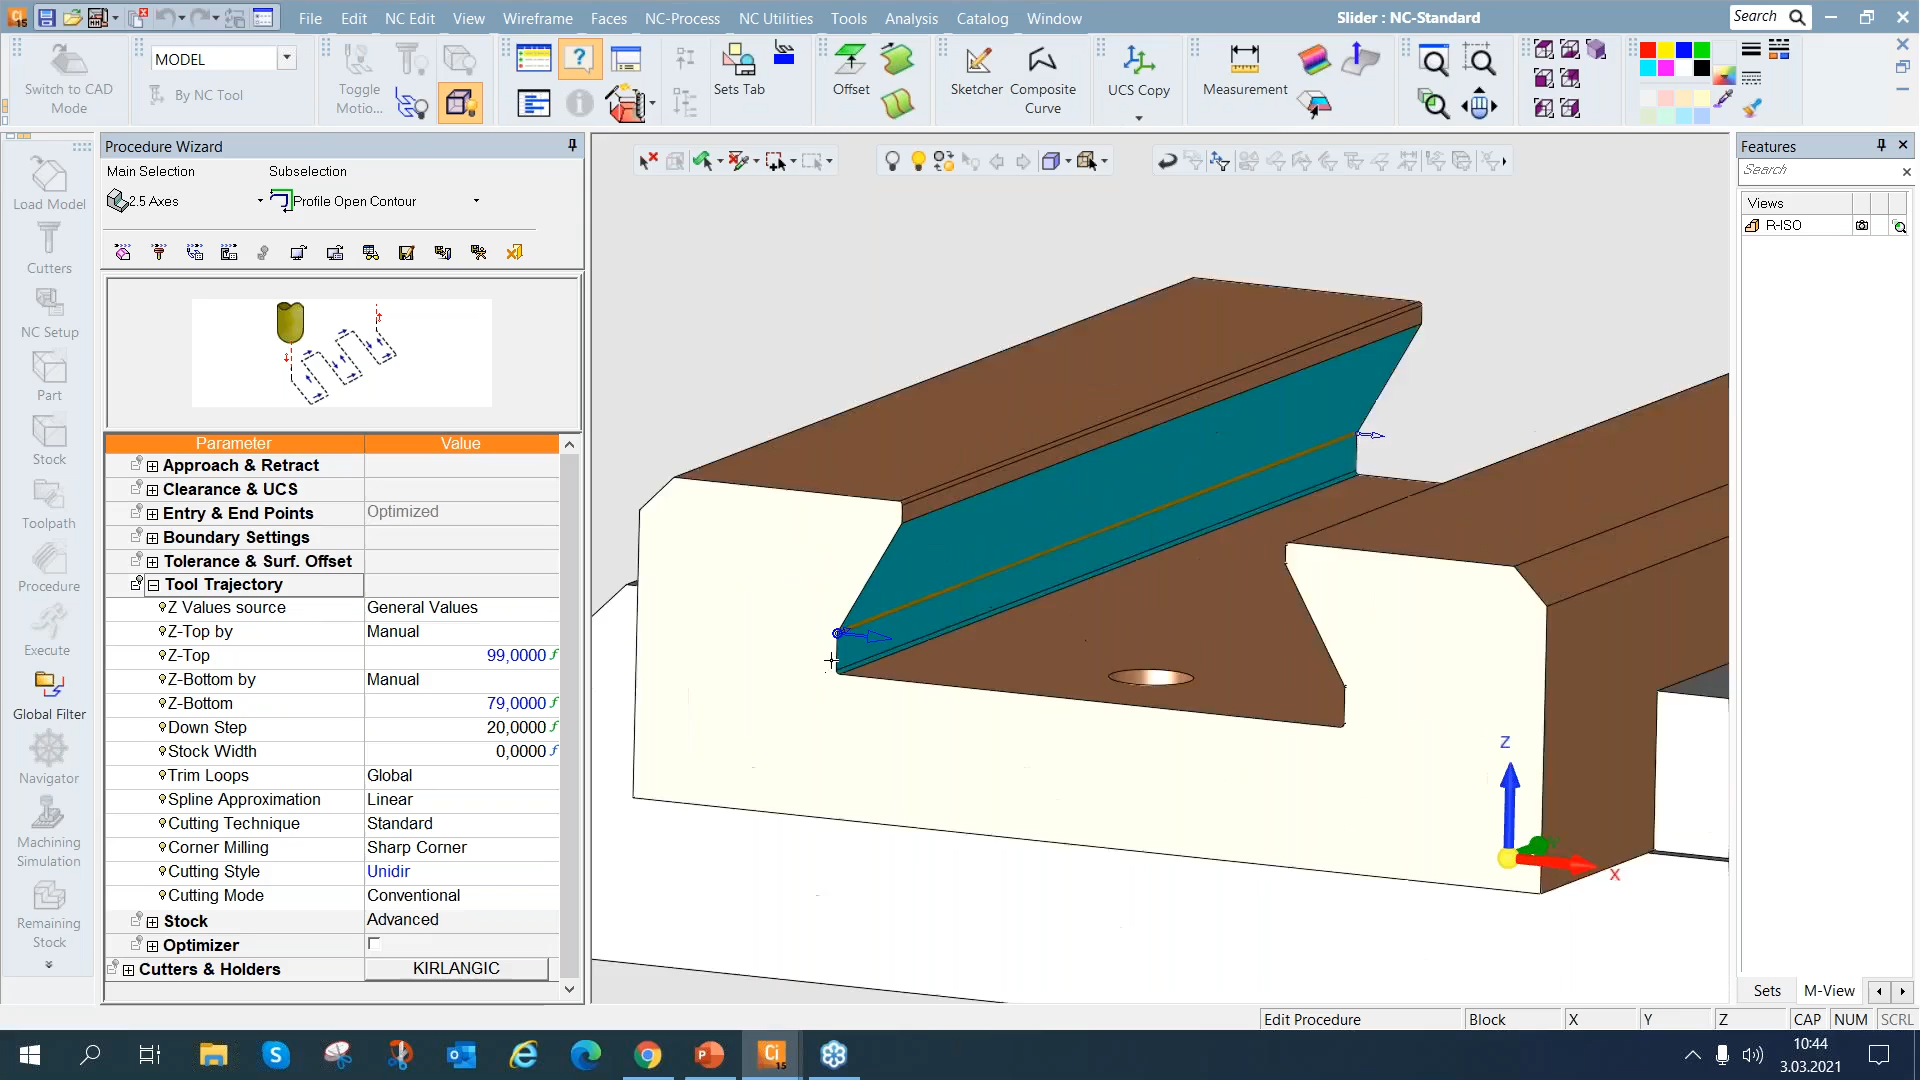 File Edit NC Edit View Wireframe Faces NC-Process NC Utilities Tools Analysis Catalog Window
Slider : NC-Standard
Search
Switch to CAD Mode
MODEL
By NC Tool
Toggle Motio...
Sets Tab
Offset
Sketcher
Composite Curve
UCS Copy
Measurement
Load Model
Cutters
NC Setup
Part
Stock
Toolpath
Procedure
Execute
Global Filter
Navigator
Machining Simulation
Remaining Stock
Procedure Wizard
Main Selection Subselection
2.5 Axes Profile Open Contour
Parameter Value
Approach & Retract
Clearance & UCS
Entry & End Points Optimized
Boundary Settings
Tolerance & Surf. Offset
Tool Trajectory
Z Values source General Values
Z-Top by Manual
Z-Top 99,0000 f
Z-Bottom by Manual
Z-Bottom 79,0000 f
Down Step 20,0000 f
Stock Width 0,0000 f
Trim Loops Global
Spline Approximation Linear
Cutting Technique Standard
Corner Milling Sharp Corner
Cutting Style Unidir
Cutting Mode Conventional
Stock Advanced
Optimizer
Cutters & Holders KIRLANGIC
Z
X
Features
Search
Views
R-ISO
Sets M-View
Edit Procedure Block X Y Z CAP NUM SCRL
Ci 15
10:44
3.03.2021